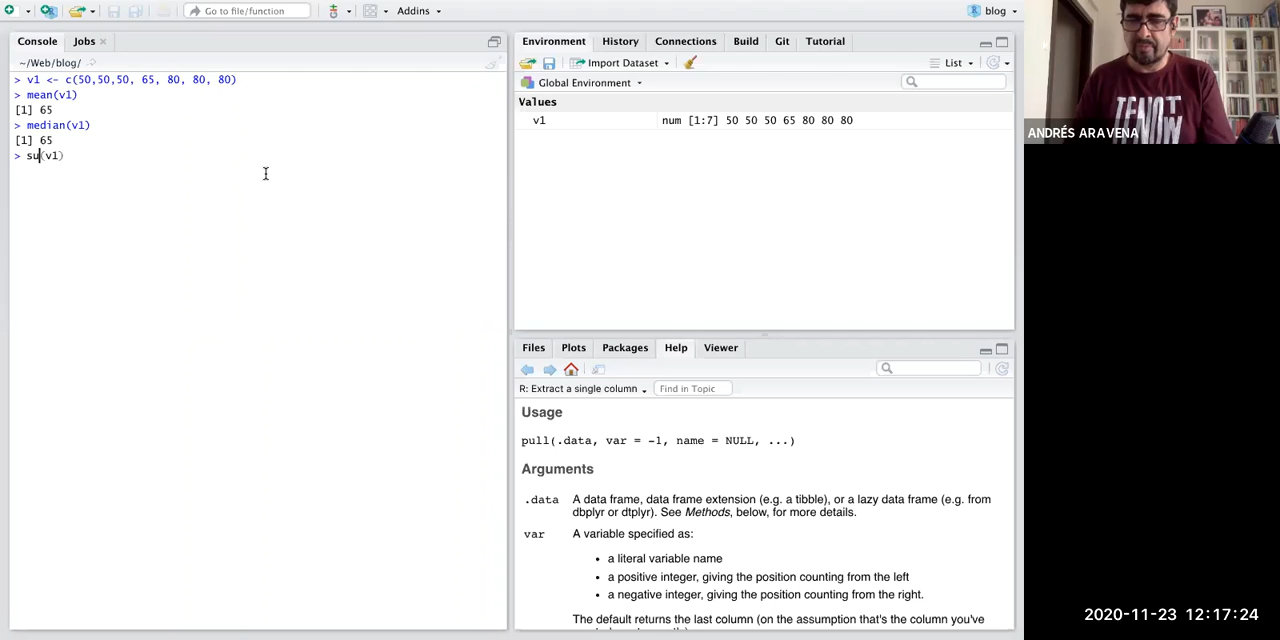 Go to file/function
Addins
blog
Console
Jobs
~/Web/blog/
> v1 <- c(50,50,50, 65, 80, 80, 80)
> mean(v1)
[1] 65
> median(v1)
[1] 65
> su(v1)
Environment
History
Connections
Build
Git
Tutorial
Import Dataset
List
Global Environment
Values
v1
num [1:7] 50 50 50 65 80 80 80
Files
Plots
Packages
Help
Viewer
R: Extract a single column
Find in Topic
Usage
pull(.data, var = -1, name = NULL, ...)
Arguments
.data
A data frame, data frame extension (e.g. a tibble), or a lazy data frame (e.g. from
dbplyr or dtplyr). See Methods, below, for more details.
var
A variable specified as:
• a literal variable name
• a positive integer, giving the position counting from the left
• a negative integer, giving the position counting from the right.
The default returns the last column (on the assumption that's the column you've
ANDRÉS ARAVENA
2020-11-23 12:17:24